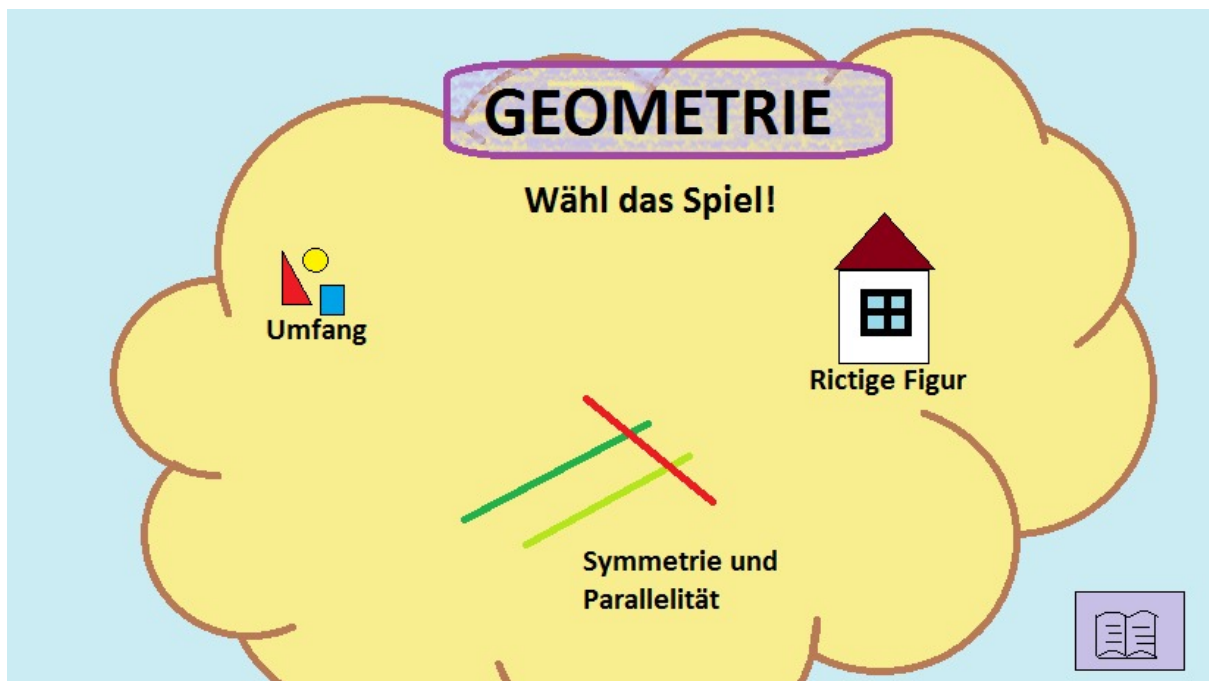 GEOMETRIE
Wähl das Spiel!
Umfang
Rictige Figur
Symmetrie und
Parallelität